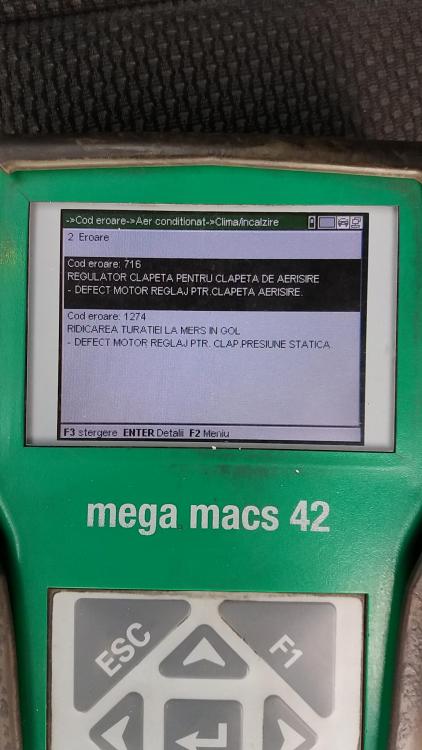 ->Cod eroare->Aer conditionat->Clima/incalzire
2 Eroare
Cod eroare: 716
REGULATOR CLAPETA PENTRU CLAPETA DE AERISIRE
- DEFECT MOTOR REGLAJ PTR.CLAPETA AERISIRE.
Cod eroare: 1274
RIDICAREA TURATIEI LA MERS IN GOL
- DEFECT MOTOR REGLAJ PTR. CLAP.PRESIUNE STATICA.
F3 stergere ENTER Detalii F2 Meniu
mega macs 42
ESC
F1